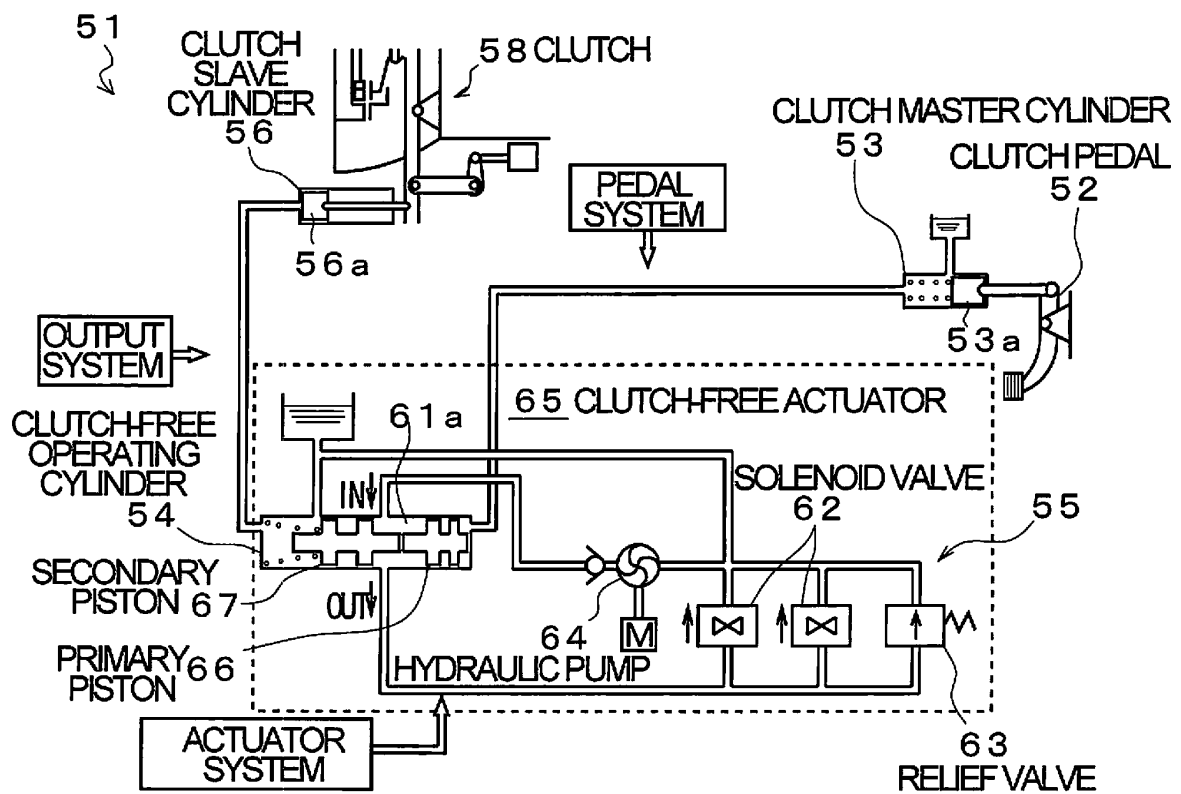 51
CLUTCH
SLAVE
CYLINDER
56
58 CLUTCH
CLUTCH MASTER CYLINDER
53
CLUTCH PEDAL
52
PEDAL
SYSTEM
56a
53a
OUTPUT
SYSTEM
65 CLUTCH-FREE ACTUATOR
61a
CLUTCH-FREE
OPERATING
CYLINDER
54
IN
SOLENOID VALVE
62
55
SECONDARY
PISTON 67
OUT
64
M
PRIMARY
PISTON 66
HYDRAULIC PUMP
ACTUATOR
SYSTEM
63
RELIEF VALVE